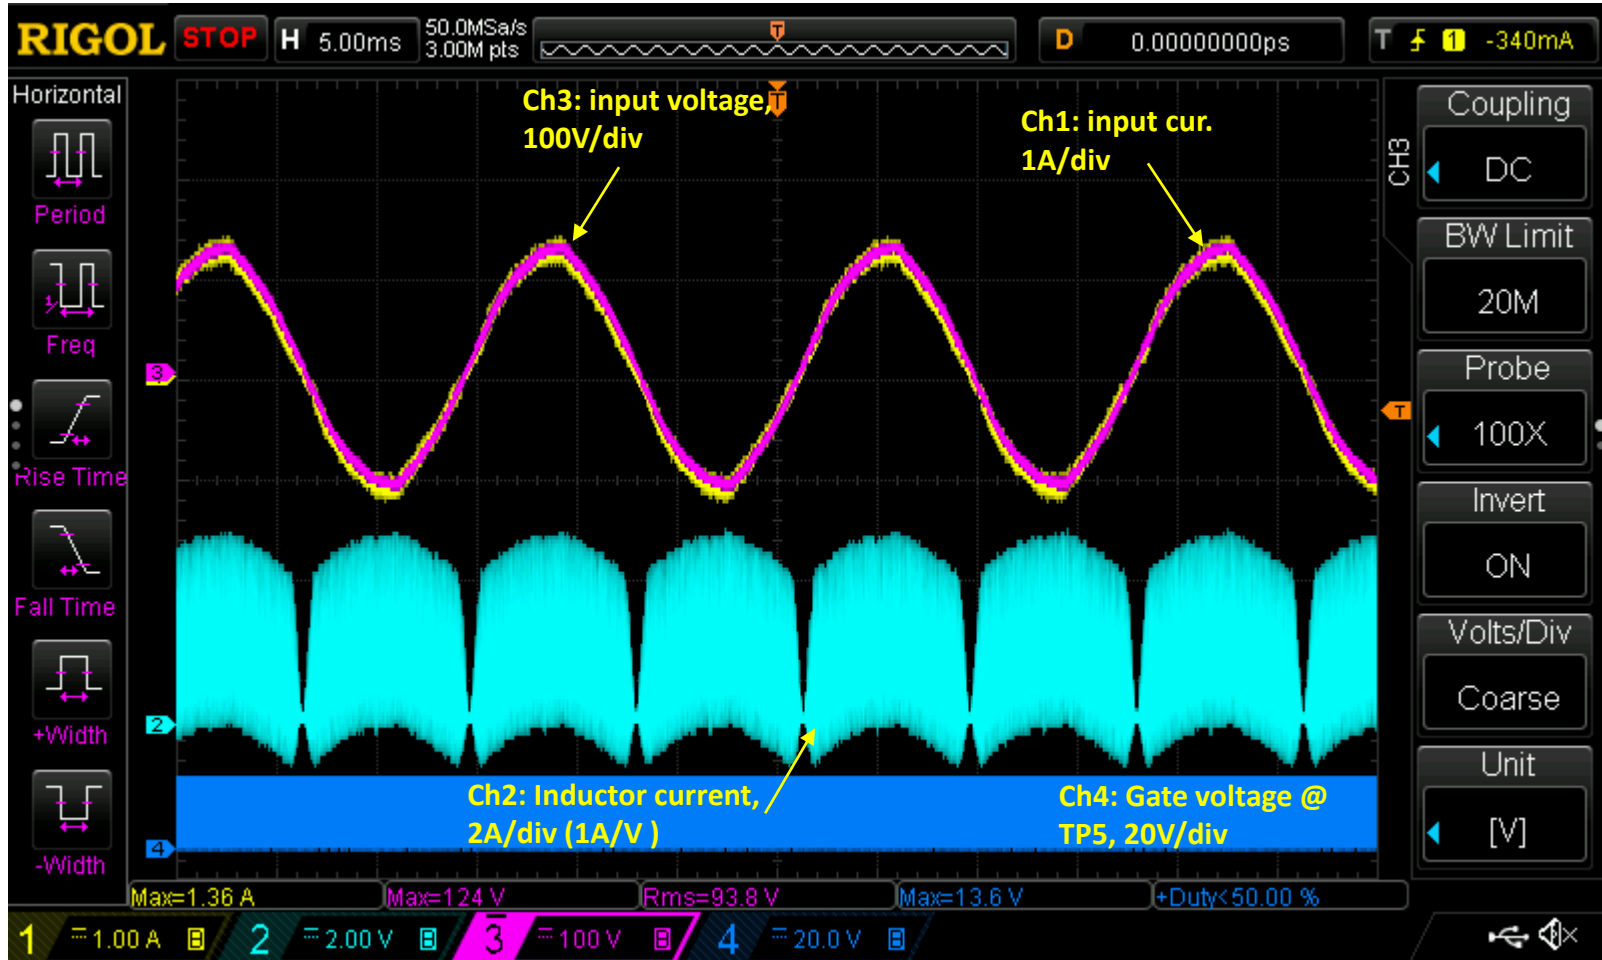 RIGOL STOP H 5.00ms 50.0MSa/s D 0.00000000ps T 1 -340mA
3.00M pts
T
Horizontal
Period
Freq
Rise Time
Fall Time
+Width
-Width
Ch3: input voltage,
100V/div
Ch1: input cur.
1A/div
3
T
2
Ch2: Inductor current,
2A/div (1A/V )
Ch4: Gate voltage @
TP5, 20V/div
4
CH3
Coupling
DC
BW Limit
20M
Probe
100X
Invert
ON
Volts/Div
Coarse
Unit
[V]
Max=1.36 A Max=124 V Rms=93.8 V Max=13.6 V +Duty<50.00 %
1 1.00 A B 2 2.00 V B 3 100 V B 4 20.0 V B